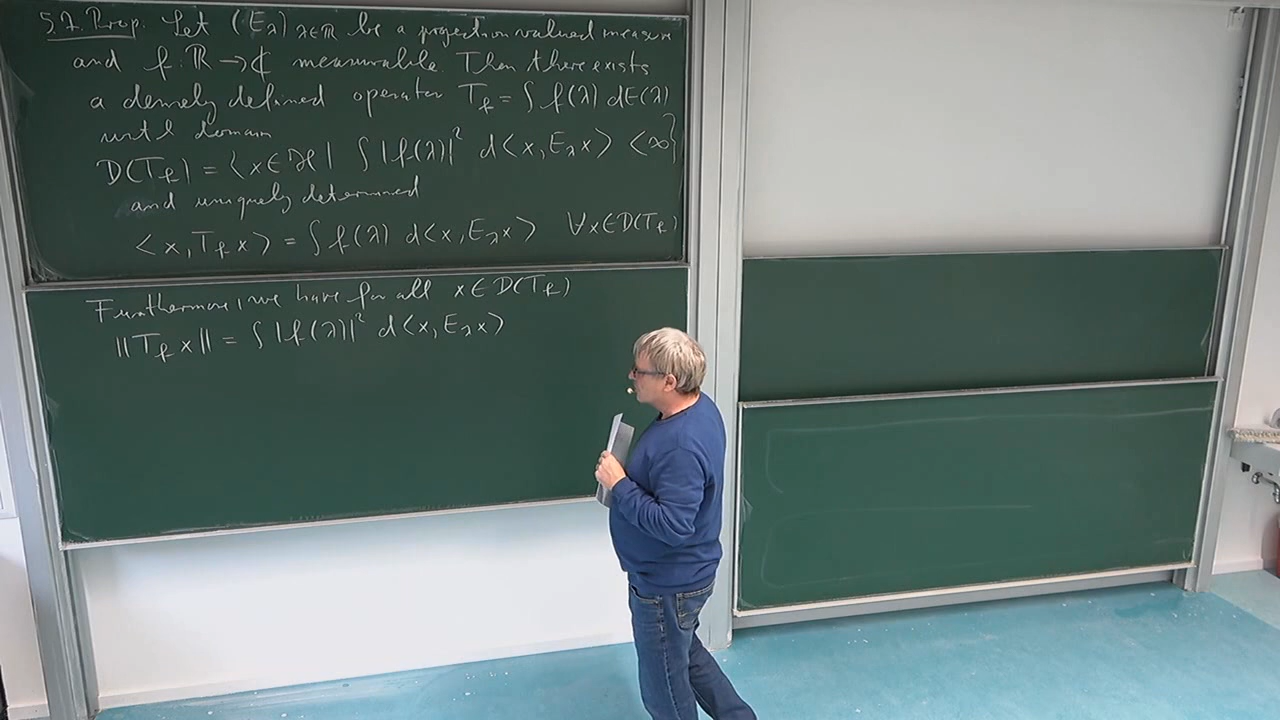 5.7. Prop. Let (E_λ)_{λ∈ℝ} be a projection valued measure
and f: ℝ → ℂ measurable. Then there exists
a densely defined operator T_f = ∫ f(λ) dE(λ)
with domain
D(T_f) = {x ∈ ℋ | ∫ |f(λ)|² d<x, E_λ x> < ∞}
and uniquely determined
<x, T_f x> = ∫ f(λ) d<x, E_λ x> ∀ x ∈ D(T_f)
Furthermore, we have for all x ∈ D(T_f)
||T_f x|| = ∫ |f(λ)|² d<x, E_λ x>